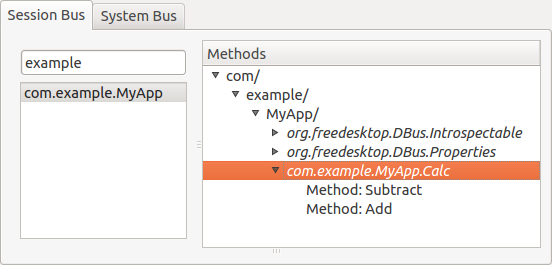 Session Bus
System Bus
example
com.example.MyApp
Methods
com/
example/
MyApp/
org.freedesktop.DBus.Introspectable
org.freedesktop.DBus.Properties
com.example.MyApp.Calc
Method: Subtract
Method: Add